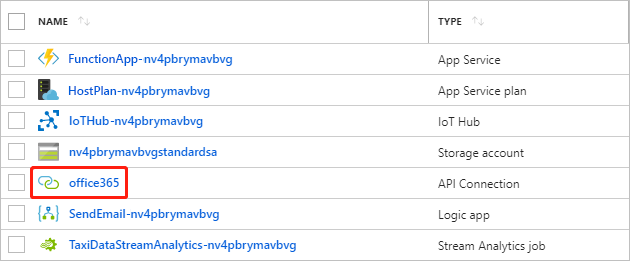 NAME TYPE
FunctionApp-nv4pbrymavbvg App Service
HostPlan-nv4pbrymavbvg App Service plan
IoTHub-nv4pbrymavbvg IoT Hub
nv4pbrymavbvgstandardsa Storage account
office365 API Connection
SendEmail-nv4pbrymavbvg Logic app
TaxiDataStreamAnalytics-nv4pbrymavbvg Stream Analytics job